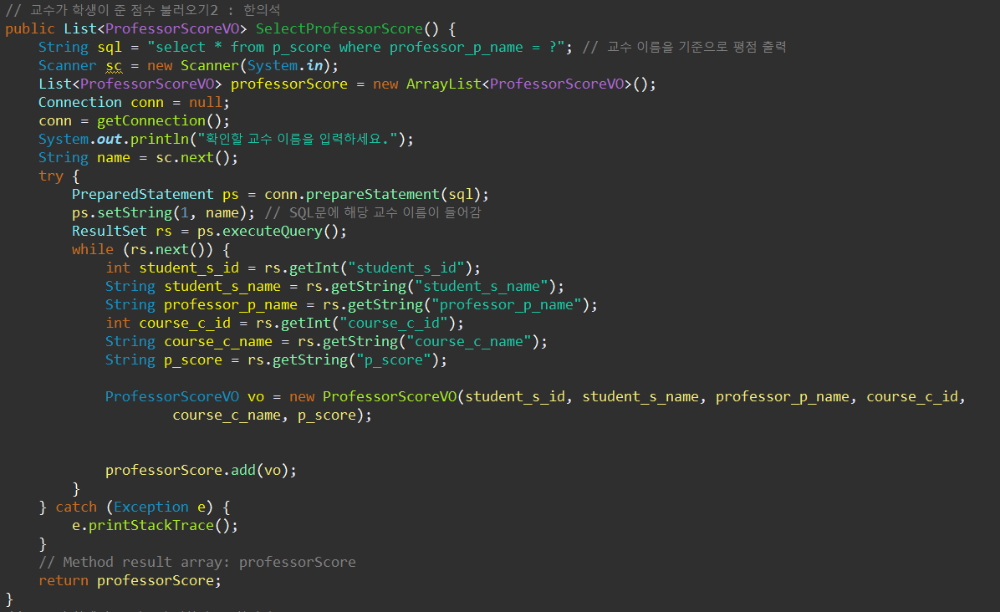 // 교수가 학생이 준 점수 불러오기2 : 한의석
public List<ProfessorScoreVO> SelectProfessorScore() {
    String sql = "select * from p_score where professor_p_name = ?"; // 교수 이름을 기준으로 평점 출력
    Scanner sc = new Scanner(System.in);
    List<ProfessorScoreVO> professorScore = new ArrayList<ProfessorScoreVO>();
    Connection conn = null;
    conn = getConnection();
    System.out.println("확인할 교수 이름을 입력하세요.");
    String name = sc.next();
    try {
        PreparedStatement ps = conn.prepareStatement(sql);
        ps.setString(1, name); // SQL문에 해당 교수 이름이 들어감
        ResultSet rs = ps.executeQuery();
        while (rs.next()) {
            int student_s_id = rs.getInt("student_s_id");
            String student_s_name = rs.getString("student_s_name");
            String professor_p_name = rs.getString("professor_p_name");
            int course_c_id = rs.getInt("course_c_id");
            String course_c_name = rs.getString("course_c_name");
            String p_score = rs.getString("p_score");
            ProfessorScoreVO vo = new ProfessorScoreVO(student_s_id, student_s_name, professor_p_name, course_c_id,
                    course_c_name, p_score);
            professorScore.add(vo);
        }
    } catch (Exception e) {
        e.printStackTrace();
    }
    // Method result array: professorScore
    return professorScore;
}